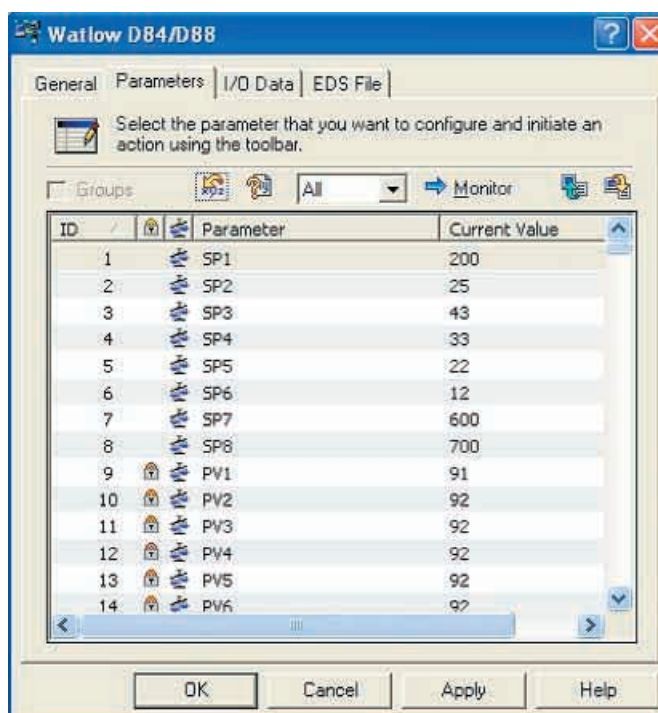 Watlow D84/D88
General Parameters I/O Data EDS File
Select the parameter that you want to configure and initiate an
action using the toolbar.
Groups All Monitor
ID Parameter Current Value
1 SP1 200
2 SP2 25
3 SP3 43
4 SP4 33
5 SP5 22
6 SP6 12
7 SP7 600
8 SP8 700
9 PV1 91
10 PV2 92
11 PV3 92
12 PV4 92
13 PV5 92
14 PV6 92
OK Cancel Apply Help